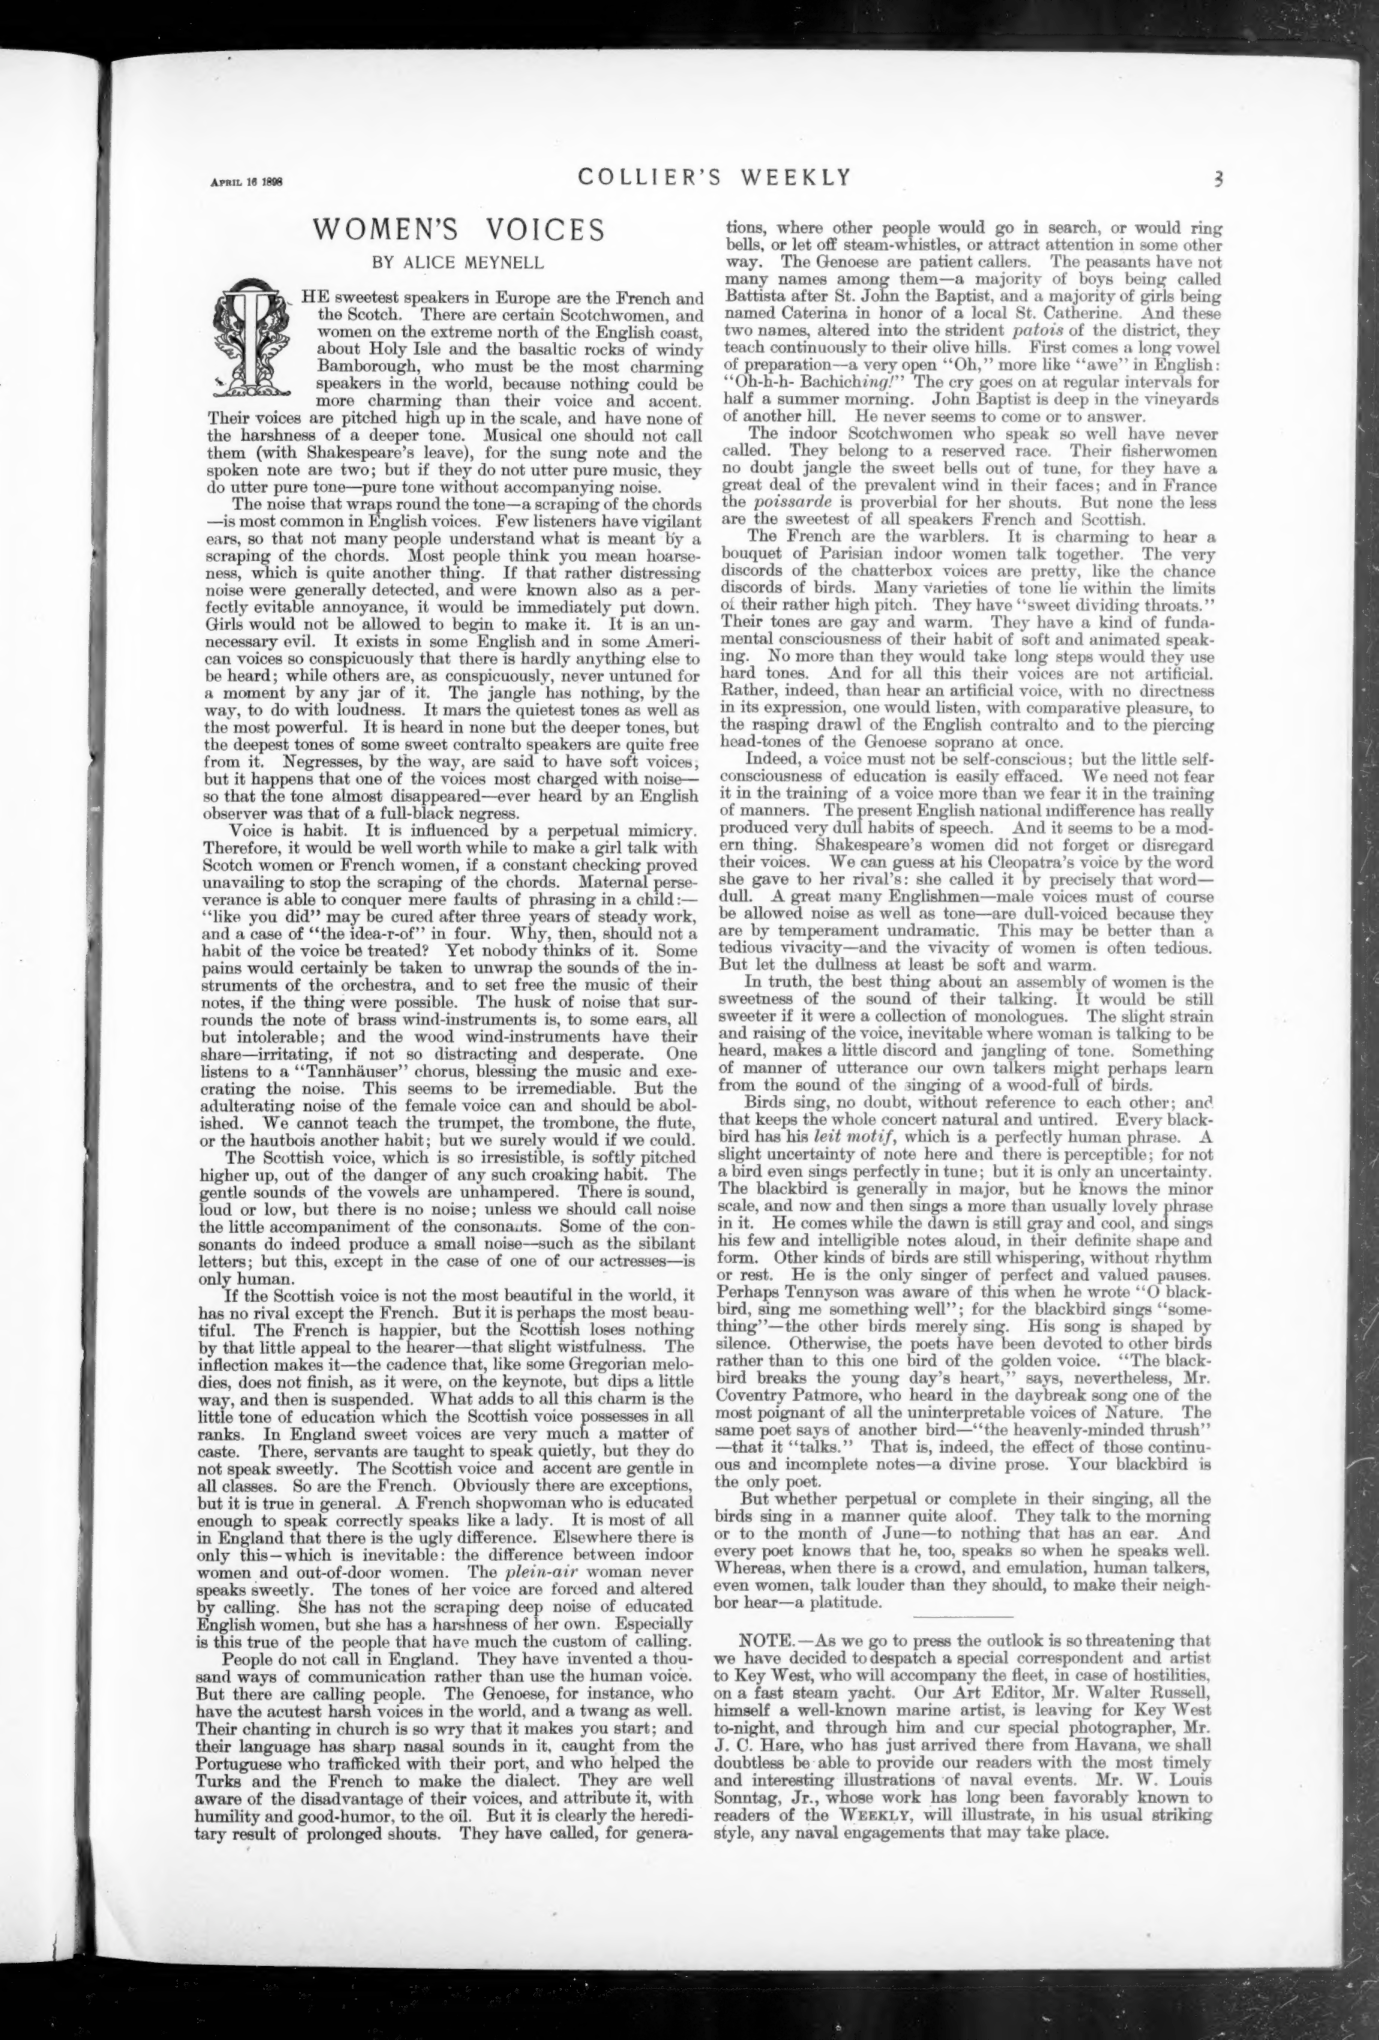 APRIL 16 1898
COLLIER'S WEEKLY
3
WOMEN'S VOICES
BY ALICE MEYNELL
THE sweetest speakers in Europe are the French and
the Scotch. There are certain Scotchwomen, and
women on the extreme north of the English coast,
about Holy Isle and the basaltic rocks of windy
Bamborough, who must be the most charming
speakers in the world, because nothing could be
more charming than their voice and accent.
Their voices are pitched high up in the scale, and have none of
the harshness of a deeper tone. Musical one should not call
them (with Shakespeare's leave), for the sung note and the
spoken note are two; but if they do not utter pure music, they
do utter pure tone—pure tone without accompanying noise.
The noise that wraps round the tone—a scraping of the chords
—is most common in English voices. Few listeners have vigilant
ears, so that not many people understand what is meant by a
scraping of the chords. Most people think you mean hoarse-
ness, which is quite another thing. If that rather distressing
noise were generally detected, and were known also as a per-
fectly evitable annoyance, it would be immediately put down.
Girls would not be allowed to begin to make it. It is an un-
necessary evil. It exists in some English and in some Ameri-
can voices so conspicuously that there is hardly anything else to
be heard; while others are, as conspicuously, never untuned for
a moment by any jar of it. The jangle has nothing, by the
way, to do with loudness. It mars the quietest tones as well as
the most powerful. It is heard in none but the deeper tones, but
the deepest tones of some sweet contralto speakers are quite free
from it. Negresses, by the way, are said to have soft voices;
but it happens that one of the voices most charged with noise—
so that the tone almost disappeared—ever heard by an English
observer was that of a full-black negress.
Voice is habit. It is influenced by a perpetual mimicry.
Therefore, it would be well worth while to make a girl talk with
Scotch women or French women, if a constant checking proved
unavailing to stop the scraping of the chords. Maternal perse-
verance is able to conquer mere faults of phrasing in a child:—
"like you did" may be cured after three years of steady work,
and a case of "the idea-r-of" in four. Why, then, should not a
habit of the voice be treated? Yet nobody thinks of it. Some
pains would certainly be taken to unwrap the sounds of the in-
struments of the orchestra, and to set free the music of their
notes, if the thing were possible. The husk of noise that sur-
rounds the note of brass wind-instruments is, to some ears, all
but intolerable; and the wood wind-instruments have their
share—irritating, if not so distracting and desperate. One
listens to a "Tannhäuser" chorus, blessing the music and exe-
crating the noise. This seems to be irremediable. But the
adulterating noise of the female voice can and should be abol-
ished. We cannot teach the trumpet, the trombone, the flute,
or the hautbois another habit; but we surely would if we could.
The Scottish voice, which is so irresistible, is softly pitched
higher up, out of the danger of any such croaking habit. The
gentle sounds of the vowels are unhampered. There is sound,
loud or low, but there is no noise; unless we should call noise
the little accompaniment of the consonants. Some of the con-
sonants do indeed produce a small noise—such as the sibilant
letters; but this, except in the case of one of our actresses—is
only human.
If the Scottish voice is not the most beautiful in the world, it
has no rival except the French. But it is perhaps the most beau-
tiful. The French is happier, but the Scottish loses nothing
by that little appeal to the hearer—that slight wistfulness. The
inflection makes it—the cadence that, like some Gregorian melo-
dies, does not finish, as it were, on the keynote, but dips a little
way, and then is suspended. What adds to all this charm is the
little tone of education which the Scottish voice possesses in all
ranks. In England sweet voices are very much a matter of
caste. There, servants are taught to speak quietly, but they do
not speak sweetly. The Scottish voice and accent are gentle in
all classes. So are the French. Obviously there are exceptions,
but it is true in general. A French shopwoman who is educated
enough to speak correctly speaks like a lady. It is most of all
in England that there is the ugly difference. Elsewhere there is
only this—which is inevitable: the difference between indoor
women and out-of-door women. The plein-air woman never
speaks sweetly. The tones of her voice are forced and altered
by calling. She has not the scraping deep noise of educated
English women, but she has a harshness of her own. Especially
is this true of the people that have much the custom of calling.
People do not call in England. They have invented a thou-
sand ways of communication rather than use the human voice.
But there are calling people. The Genoese, for instance, who
have the acutest harsh voices in the world, and a twang as well.
Their chanting in church is so wry that it makes you start; and
their language has sharp nasal sounds in it, caught from the
Portuguese who trafficked with their port, and who helped the
Turks and the French to make the dialect. They are well
aware of the disadvantage of their voices, and attribute it, with
humility and good-humor, to the oil. But it is clearly the heredi-
tary result of prolonged shouts. They have called, for genera-
tions, where other people would go in search, or would ring
bells, or let off steam-whistles, or attract attention in some other
way. The Genoese are patient callers. The peasants have not
many names among them—a majority of boys being called
Battista after St. John the Baptist, and a majority of girls being
named Caterina in honor of a local St. Catherine. And these
two names, altered into the strident patois of the district, they
teach continuously to their olive hills. First comes a long vowel
of preparation—a very open "Oh," more like "awe" in English:
"Oh-h-h- Bachiching!" The cry goes on at regular intervals for
half a summer morning. John Baptist is deep in the vineyards
of another hill. He never seems to come or to answer.
The indoor Scotchwomen who speak so well have never
called. They belong to a reserved race. Their fisherwomen
no doubt jangle the sweet bells out of tune, for they have a
great deal of the prevalent wind in their faces; and in France
the poissarde is proverbial for her shouts. But none the less
are the sweetest of all speakers French and Scottish.
The French are the warblers. It is charming to hear a
bouquet of Parisian indoor women talk together. The very
discords of the chatterbox voices are pretty, like the chance
discords of birds. Many varieties of tone lie within the limits
of their rather high pitch. They have "sweet dividing throats."
Their tones are gay and warm. They have a kind of funda-
mental consciousness of their habit of soft and animated speak-
ing. No more than they would take long steps would they use
hard tones. And for all this their voices are not artificial.
Rather, indeed, than hear an artificial voice, with no directness
in its expression, one would listen, with comparative pleasure, to
the rasping drawl of the English contralto and to the piercing
head-tones of the Genoese soprano at once.
Indeed, a voice must not be self-conscious; but the little self-
consciousness of education is easily effaced. We need not fear
it in the training of a voice more than we fear it in the training
of manners. The present English national indifference has really
produced very dull habits of speech. And it seems to be a mod-
ern thing. Shakespeare's women did not forget or disregard
their voices. We can guess at his Cleopatra's voice by the word
she gave to her rival's: she called it by precisely that word—
dull. A great many Englishmen—male voices must of course
be allowed noise as well as tone—are dull-voiced because they
are by temperament undramatic. This may be better than a
tedious vivacity—and the vivacity of women is often tedious.
But let the dullness at least be soft and warm.
In truth, the best thing about an assembly of women is the
sweetness of the sound of their talking. It would be still
sweeter if it were a collection of monologues. The slight strain
and raising of the voice, inevitable where woman is talking to be
heard, makes a little discord and jangling of tone. Something
of manner of utterance our own talkers might perhaps learn
from the sound of the singing of a wood-full of birds.
Birds sing, no doubt, without reference to each other; and
that keeps the whole concert natural and untired. Every black-
bird has his leit motif, which is a perfectly human phrase. A
slight uncertainty of note here and there is perceptible; for not
a bird even sings perfectly in tune; but it is only an uncertainty.
The blackbird is generally in major, but he knows the minor
scale, and now and then sings a more than usually lovely phrase
in it. He comes while the dawn is still gray and cool, and sings
his few and intelligible notes aloud, in their definite shape and
form. Other kinds of birds are still whispering, without rhythm
or rest. He is the only singer of perfect and valued pauses.
Perhaps Tennyson was aware of this when he wrote "O black-
bird, sing me something well"; for the blackbird sings "some-
thing"—the other birds merely sing. His song is shaped by
silence. Otherwise, the poets have been devoted to other birds
rather than to this one bird of the golden voice. "The black-
bird breaks the young day's heart," says, nevertheless, Mr.
Coventry Patmore, who heard in the daybreak song one of the
most poignant of all the uninterpretable voices of Nature. The
same poet says of another bird—"the heavenly-minded thrush"
—that it "talks." That is, indeed, the effect of those continu-
ous and incomplete notes—a divine prose. Your blackbird is
the only poet.
But whether perpetual or complete in their singing, all the
birds sing in a manner quite aloof. They talk to the morning
or to the month of June—to nothing that has an ear. And
every poet knows that he, too, speaks so when he speaks well.
Whereas, when there is a crowd, and emulation, human talkers,
even women, talk louder than they should, to make their neigh-
bor hear—a platitude.
NOTE.—As we go to press the outlook is so threatening that
we have decided to despatch a special correspondent and artist
to Key West, who will accompany the fleet, in case of hostilities,
on a fast steam yacht. Our Art Editor, Mr. Walter Russell,
himself a well-known marine artist, is leaving for Key West
to-night, and through him and our special photographer, Mr.
J. C. Hare, who has just arrived there from Havana, we shall
doubtless be able to provide our readers with the most timely
and interesting illustrations of naval events. Mr. W. Louis
Sonntag, Jr., whose work has long been favorably known to
readers of the WEEKLY, will illustrate, in his usual striking
style, any naval engagements that may take place.